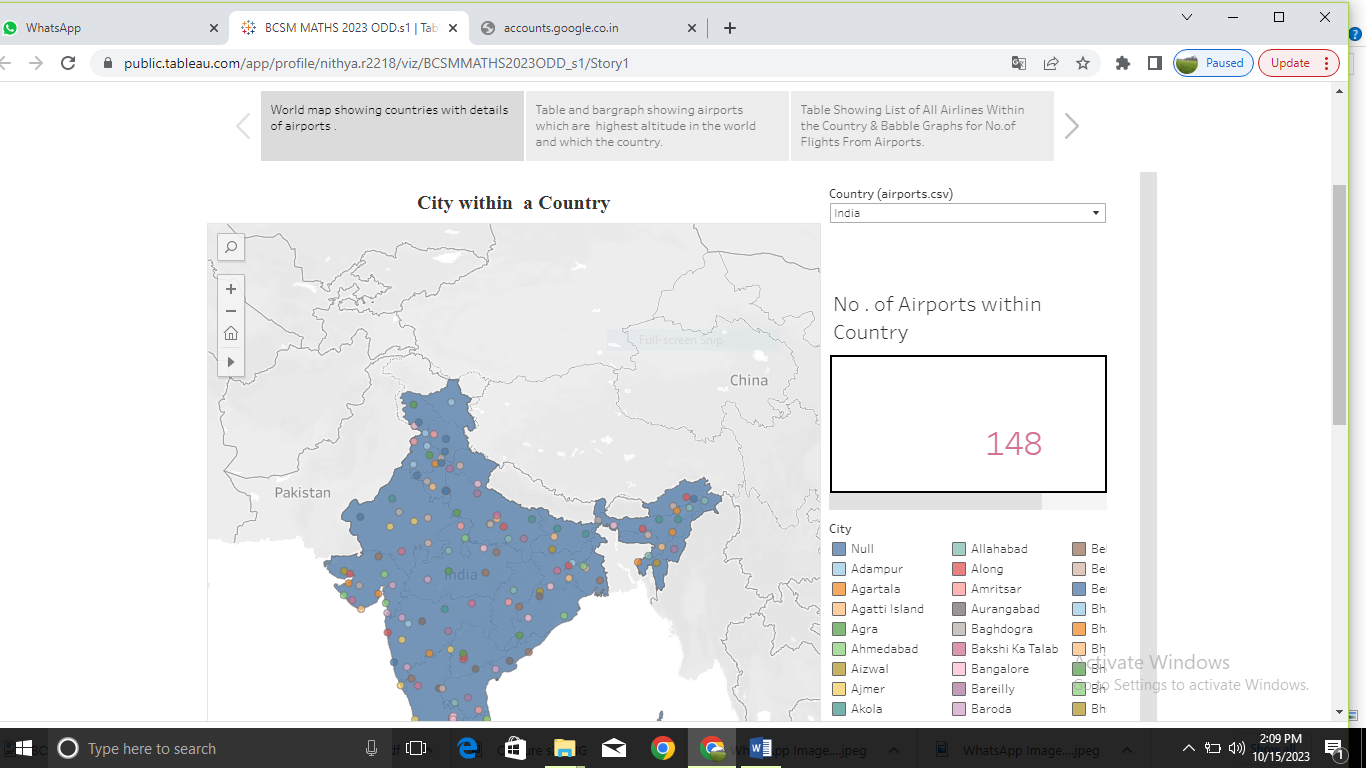 WhatsApp
BCSM MATHS 2023 ODD.s1 | Tab
accounts.google.co.in
public.tableau.com/app/profile/nithya.r2218/viz/BCSMMATHS2023ODD_s1/Story1
Paused
Update
World map showing countries with details
of airports .
Table and bargraph showing airports
which are highest altitude in the world
and which the country.
Table Showing List of All Airlines Within
the Country & Babble Graphs for No.of
Flights From Airports.
City within a Country
Country (airports.csv)
India
No . of Airports within
Country
148
Full-screen Snip
China
Pakistan
India
City
Null
Adampur
Agartala
Agatti Island
Agra
Ahmedabad
Aizwal
Ajmer
Akola
Allahabad
Along
Amritsar
Aurangabad
Baghdogra
Bakshi Ka Talab
Bangalore
Bareilly
Baroda
Bel
Bel
Be
Bh
Bh
Bh
Bh
Bh
Bh
Activate Windows
Go to Settings to activate Windows.
Type here to search
WhatsApp Image....jpeg
WhatsApp Image....jpeg
Show all
2:09 PM
10/15/2023
1